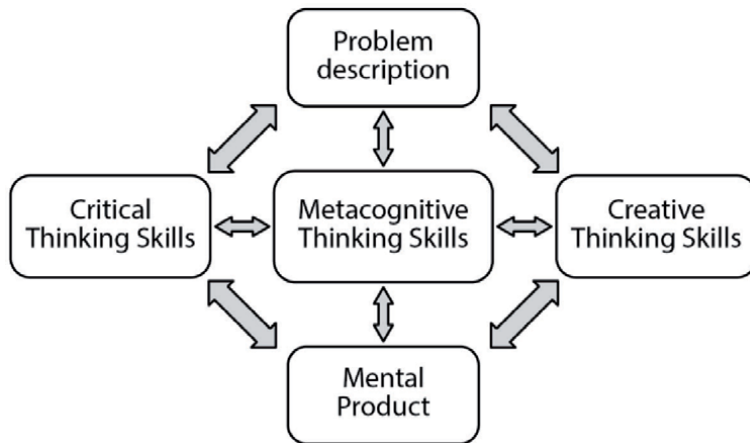 Problem
description
Critical
Thinking Skills
Metacognitive
Thinking Skills
Creative
Thinking Skills
Mental
Product